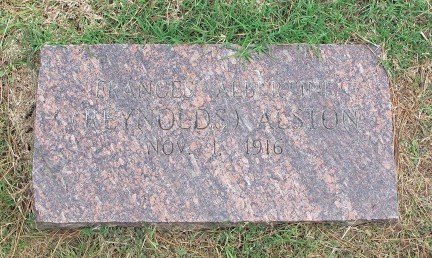 FRANCES
(REYNOLDS) ALSTON
NOV. 1, 1916